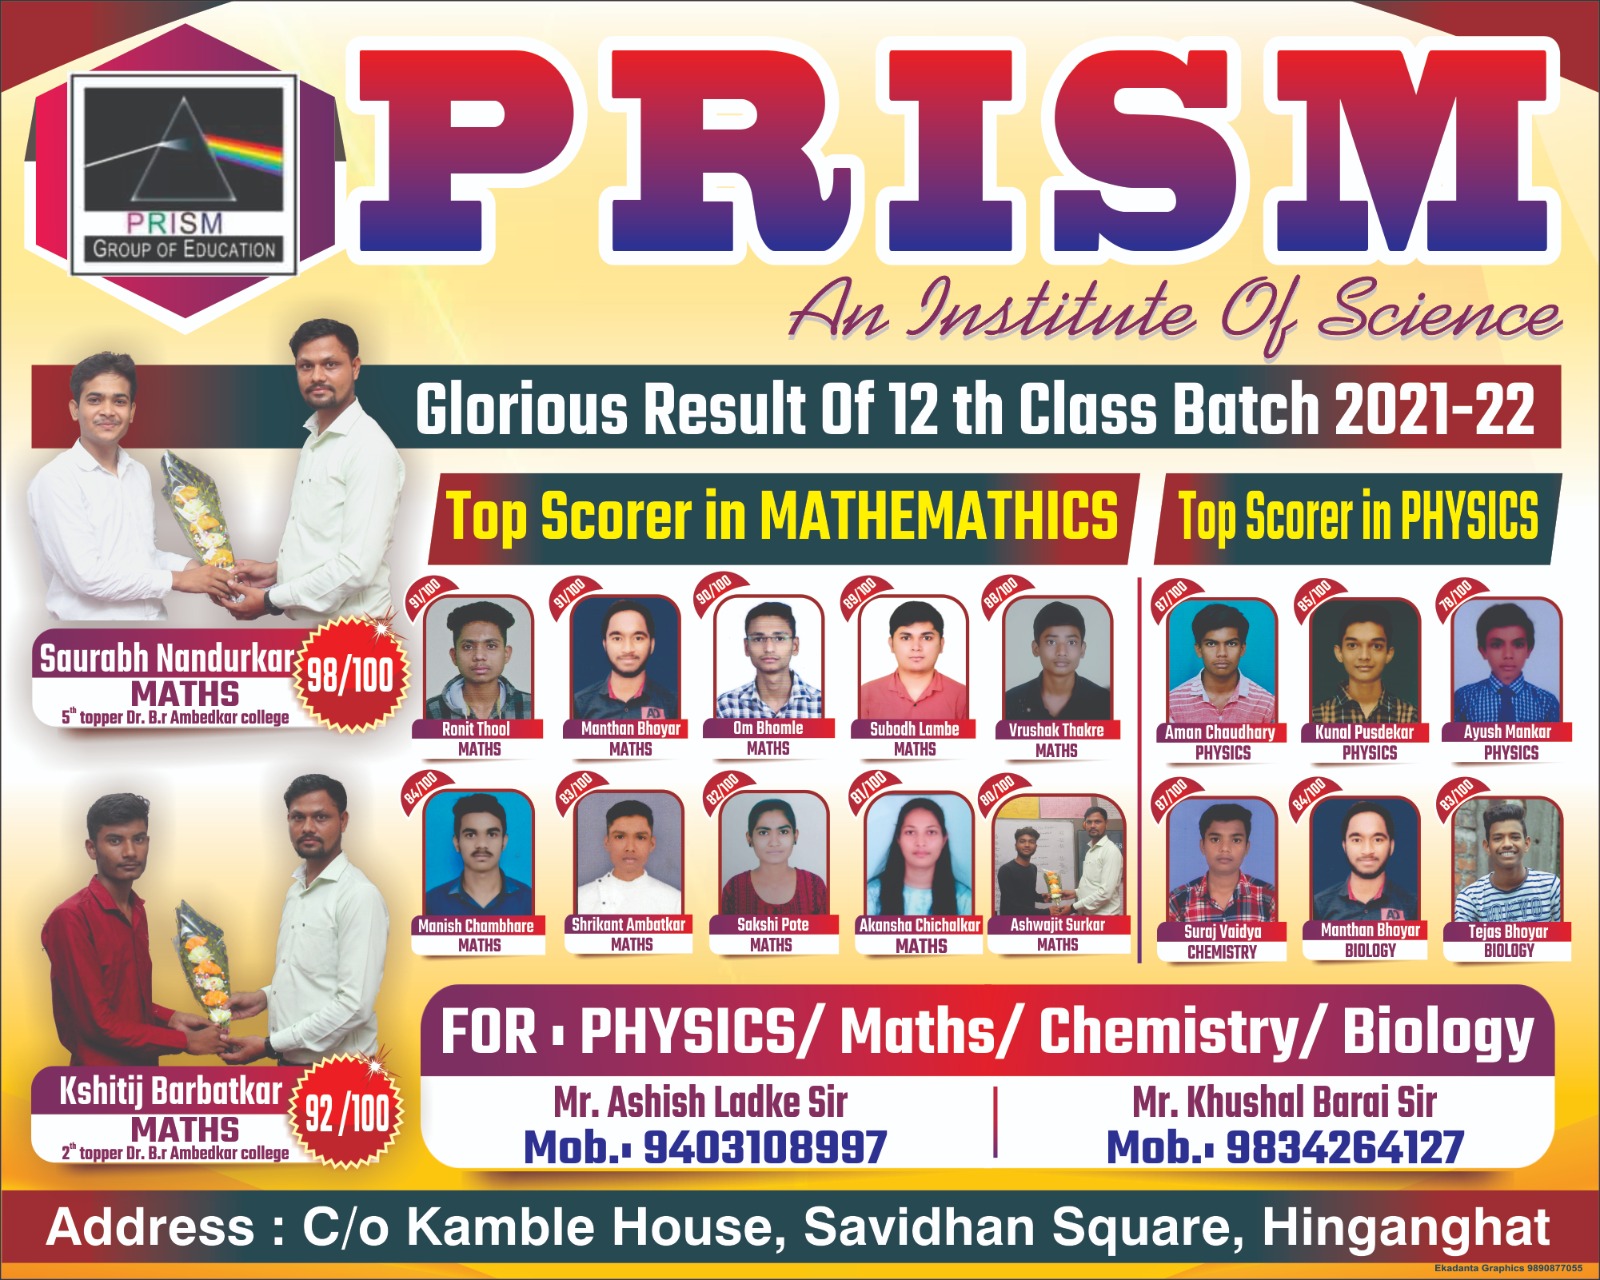 PRISM
GROUP OF EDUCATION
PRISM
An Institute Of Science
Glorious Result Of 12 th Class Batch 2021-22
Saurabh Nandurkar
98/100
MATHS
5th topper Dr. B.r Ambedkar college
Kshitij Barbatkar
92/100
MATHS
2th topper Dr. B.r Ambedkar college
Top Scorer in MATHEMATHICS
91/100
Ronit Thool
MATHS
91/100
Manthan Bhoyar
MATHS
90/100
Om Bhomle
MATHS
89/100
Subodh Lambe
MATHS
88/100
Vrushak Thakre
MATHS
84/100
Manish Chambhare
MATHS
83/100
Shrikant Ambatkar
MATHS
82/100
Sakshi Pote
MATHS
81/100
Akansha Chichalkar
MATHS
80/100
Ashwajit Surkar
MATHS
Top Scorer in PHYSICS
87/100
Aman Chaudhary
PHYSICS
85/100
Kunal Pusdekar
PHYSICS
78/100
Ayush Mankar
PHYSICS
87/100
Suraj Vaidya
CHEMISTRY
84/100
Manthan Bhoyar
BIOLOGY
83/100
Tejas Bhoyar
BIOLOGY
FOR : PHYSICS/ Maths/ Chemistry/ Biology
Mr. Ashish Ladke Sir
Mob.: 9403108997
Mr. Khushal Barai Sir
Mob.: 9834264127
Address : C/o Kamble House, Savidhan Square, Hinganghat
Ekadanta Graphics 9890877055